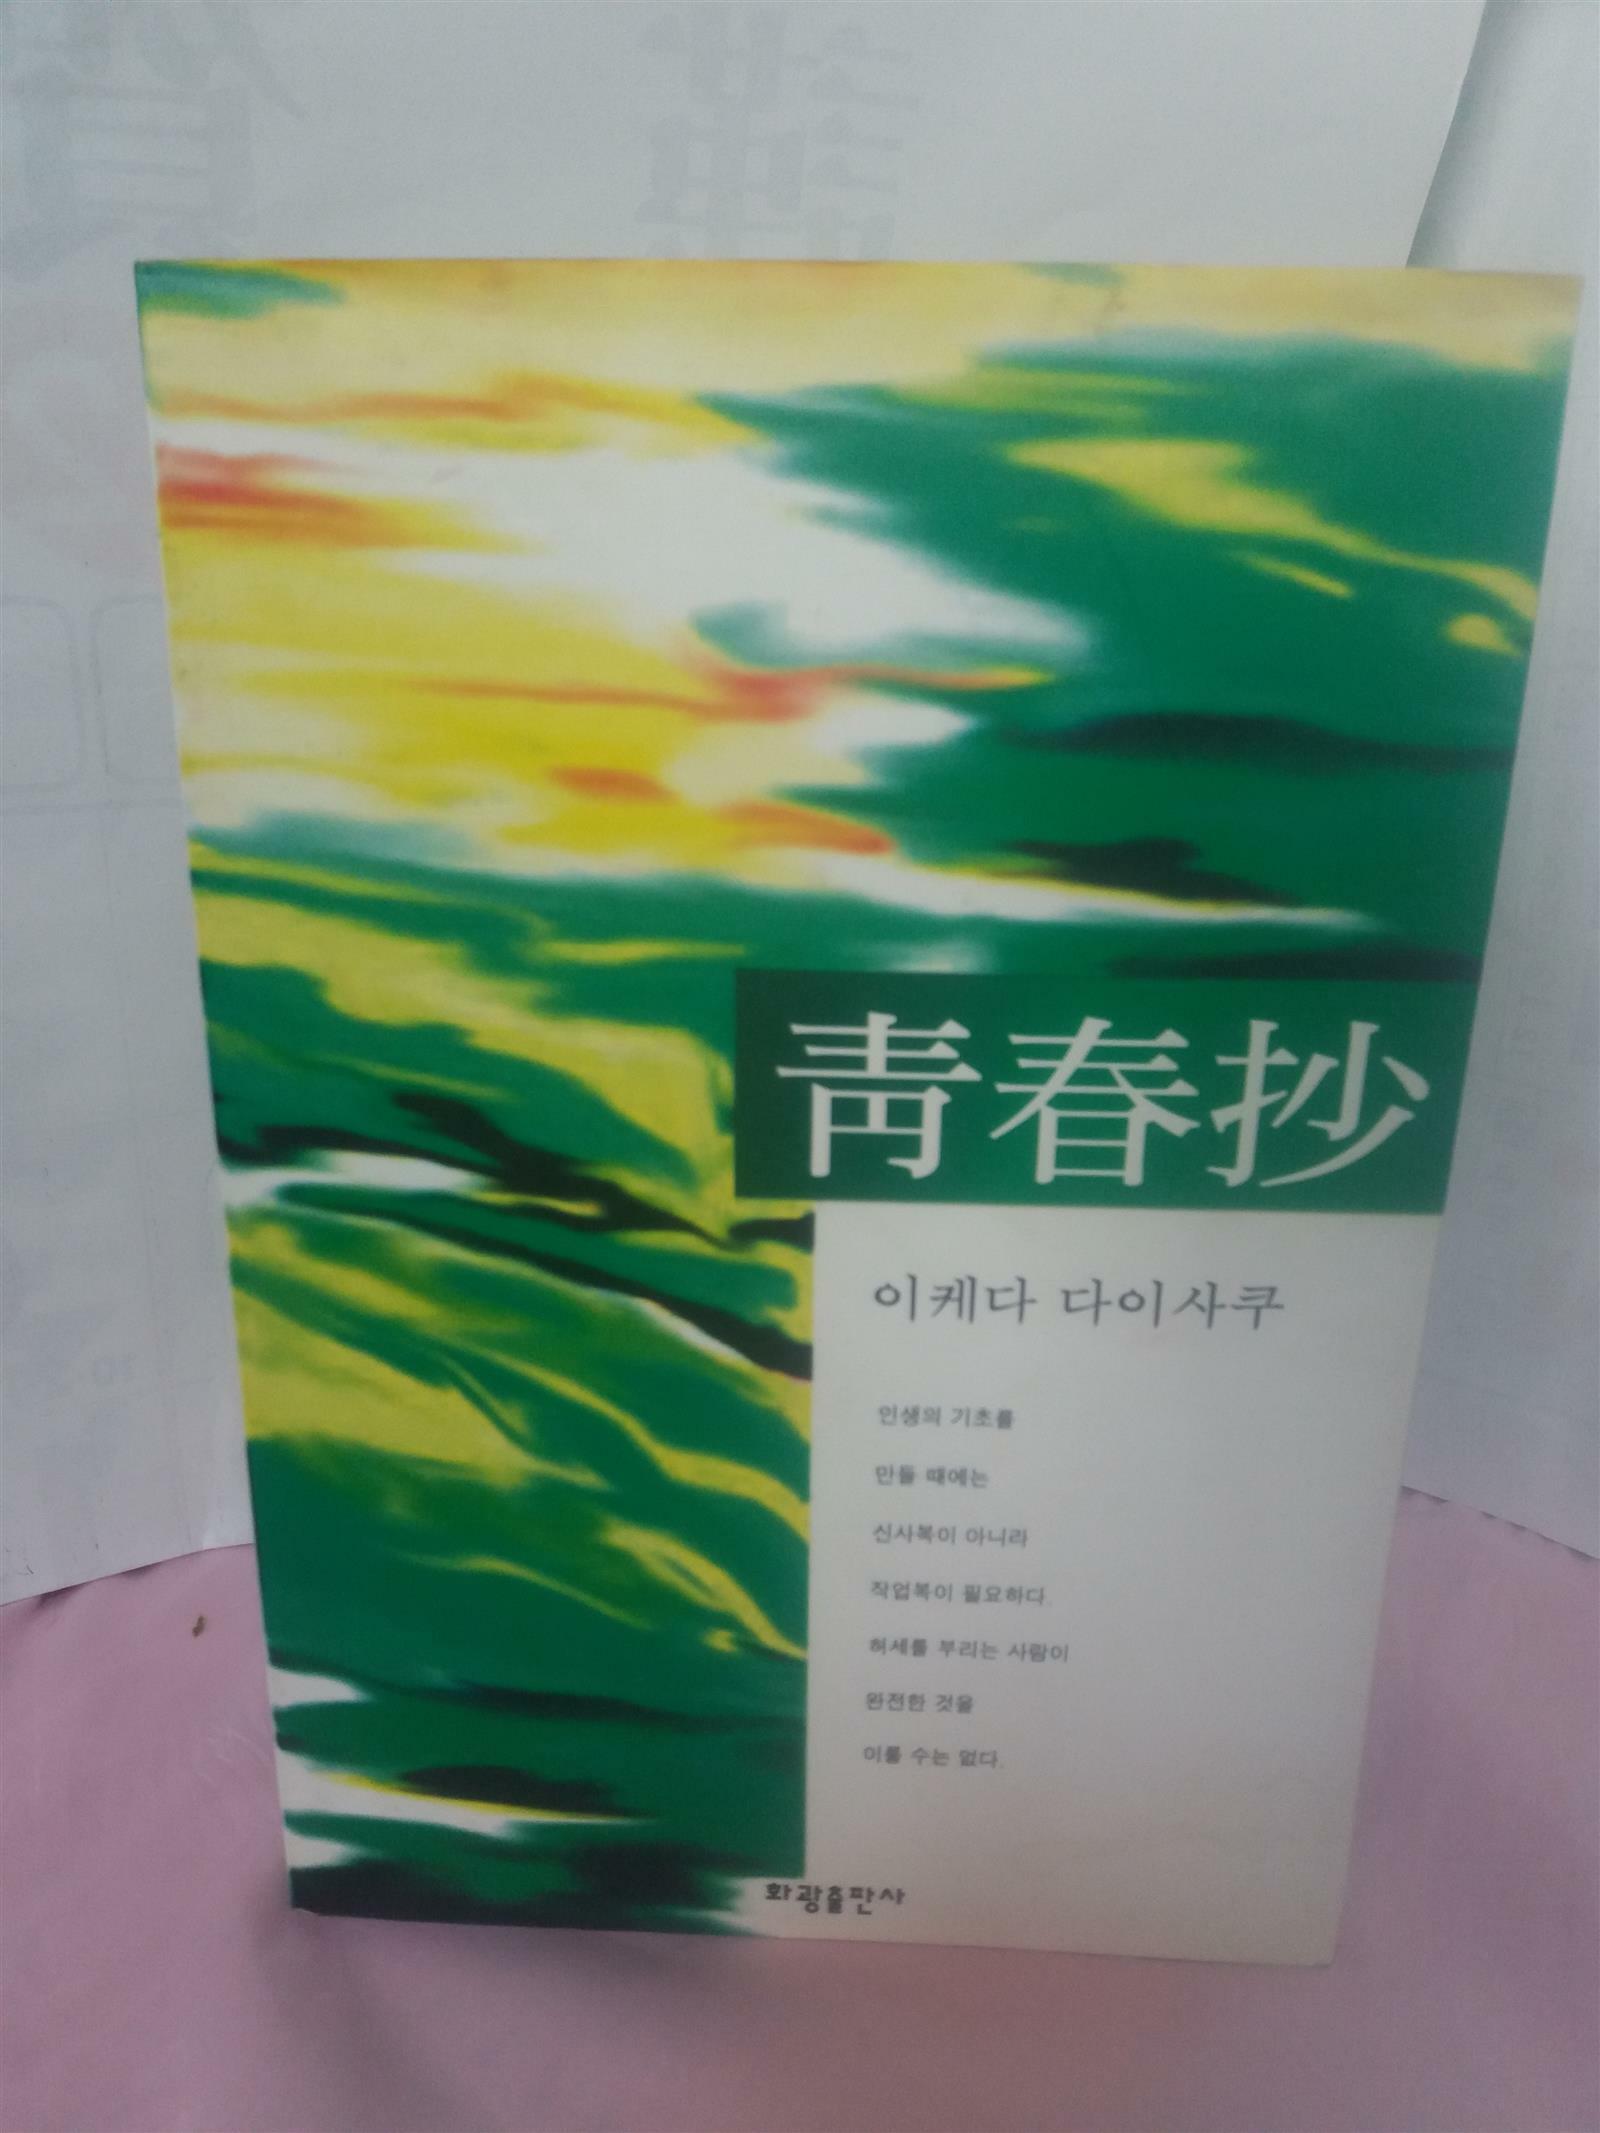 靑春抄
이케다 다이사쿠
인생의 기초를
만들 때에는
신사복이 아니라
작업복이 필요하다.
허세를 부리는 사람이
완전한 것을
이룰 수는 없다.
화광출판사